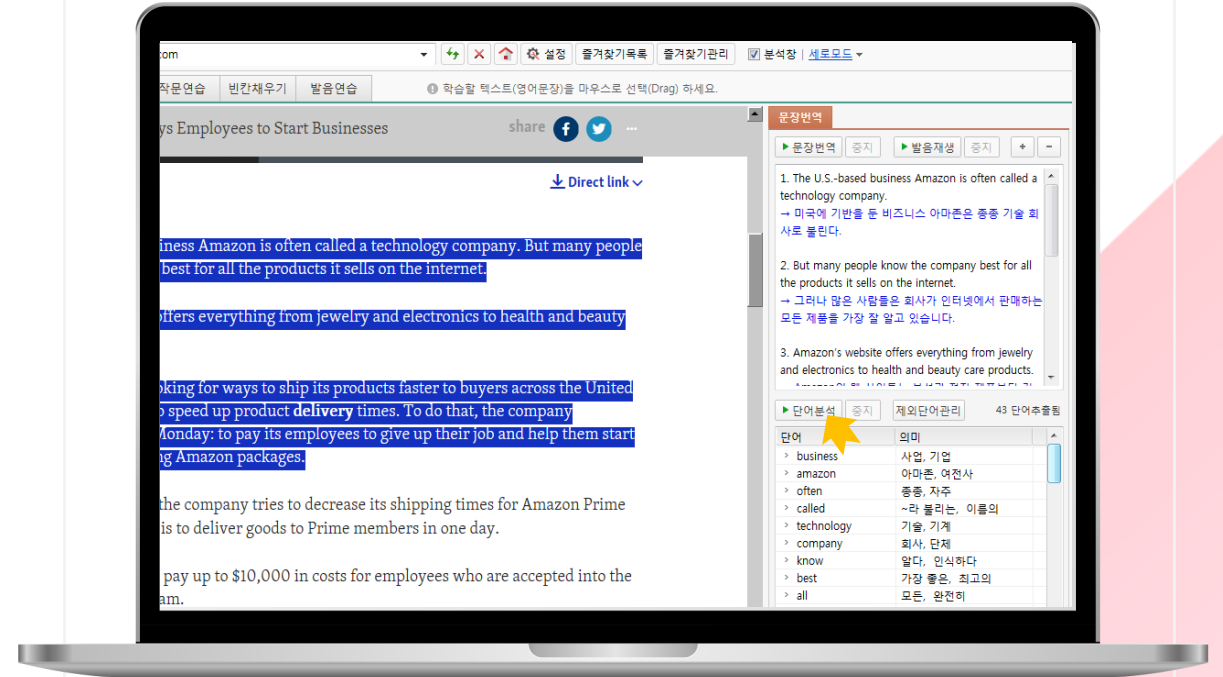 .com
설정
즐겨찾기목록
즐겨찾기관리
분석창 | 세로모드
작문연습
빈칸채우기
발음연습
학습할 텍스트(영어문장)을 마우스로 선택(Drag) 하세요.
ys Employees to Start Businesses
share
Direct link
iness Amazon is often called a technology company. But many people
best for all the products it sells on the internet.
offers everything from jewelry and electronics to health and beauty
oking for ways to ship its products faster to buyers across the United
o speed up product delivery times. To do that, the company
Monday: to pay its employees to give up their job and help them start
ng Amazon packages.
the company tries to decrease its shipping times for Amazon Prime
is to deliver goods to Prime members in one day.
pay up to $10,000 in costs for employees who are accepted into the
am.
문장번역
문장번역
중지
발음재생
중지
+
-
1. The U.S.-based business Amazon is often called a
technology company.
→ 미국에 기반을 둔 비즈니스 아마존은 종종 기술 회
사로 불린다.
2. But many people know the company best for all
the products it sells on the internet.
→ 그러나 많은 사람들은 회사가 인터넷에서 판매하는
모든 제품을 가장 잘 알고 있습니다.
3. Amazon's website offers everything from jewelry
and electronics to health and beauty care products.
단어분석
중지
제외단어관리
43 단어추출됨
단어 의미
business 사업, 기업
amazon 아마존, 여전사
often 종종, 자주
called ~라 불리는, 이름의
technology 기술, 기계
company 회사, 단체
know 알다, 인식하다
best 가장 좋은, 최고의
all 모든, 완전히